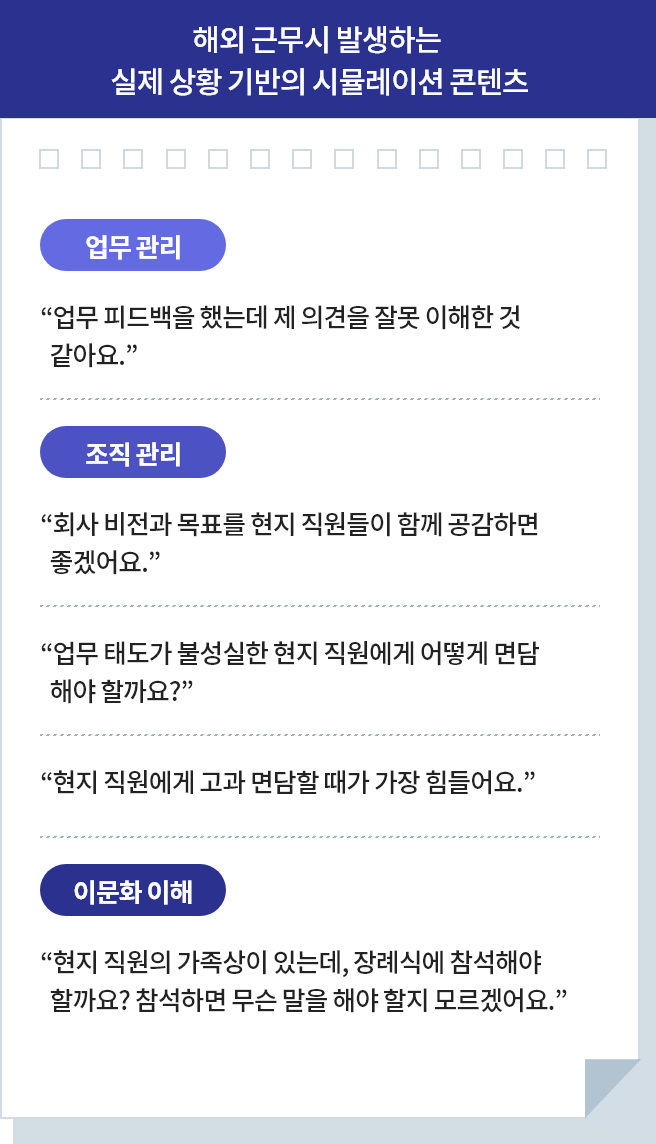 해외 근무시 발생하는
실제 상황 기반의 시뮬레이션 콘텐츠
업무 관리
“업무 피드백을 했는데 제 의견을 잘못 이해한 것
같아요.”
조직 관리
“회사 비전과 목표를 현지 직원들이 함께 공감하면
좋겠어요.”
“업무 태도가 불성실한 현지 직원에게 어떻게 면담
해야 할까요?”
“현지 직원에게 고과 면담할 때가 가장 힘들어요.”
이문화 이해
“현지 직원의 가족상이 있는데, 장례식에 참석해야
할까요? 참석하면 무슨 말을 해야 할지 모르겠어요.”